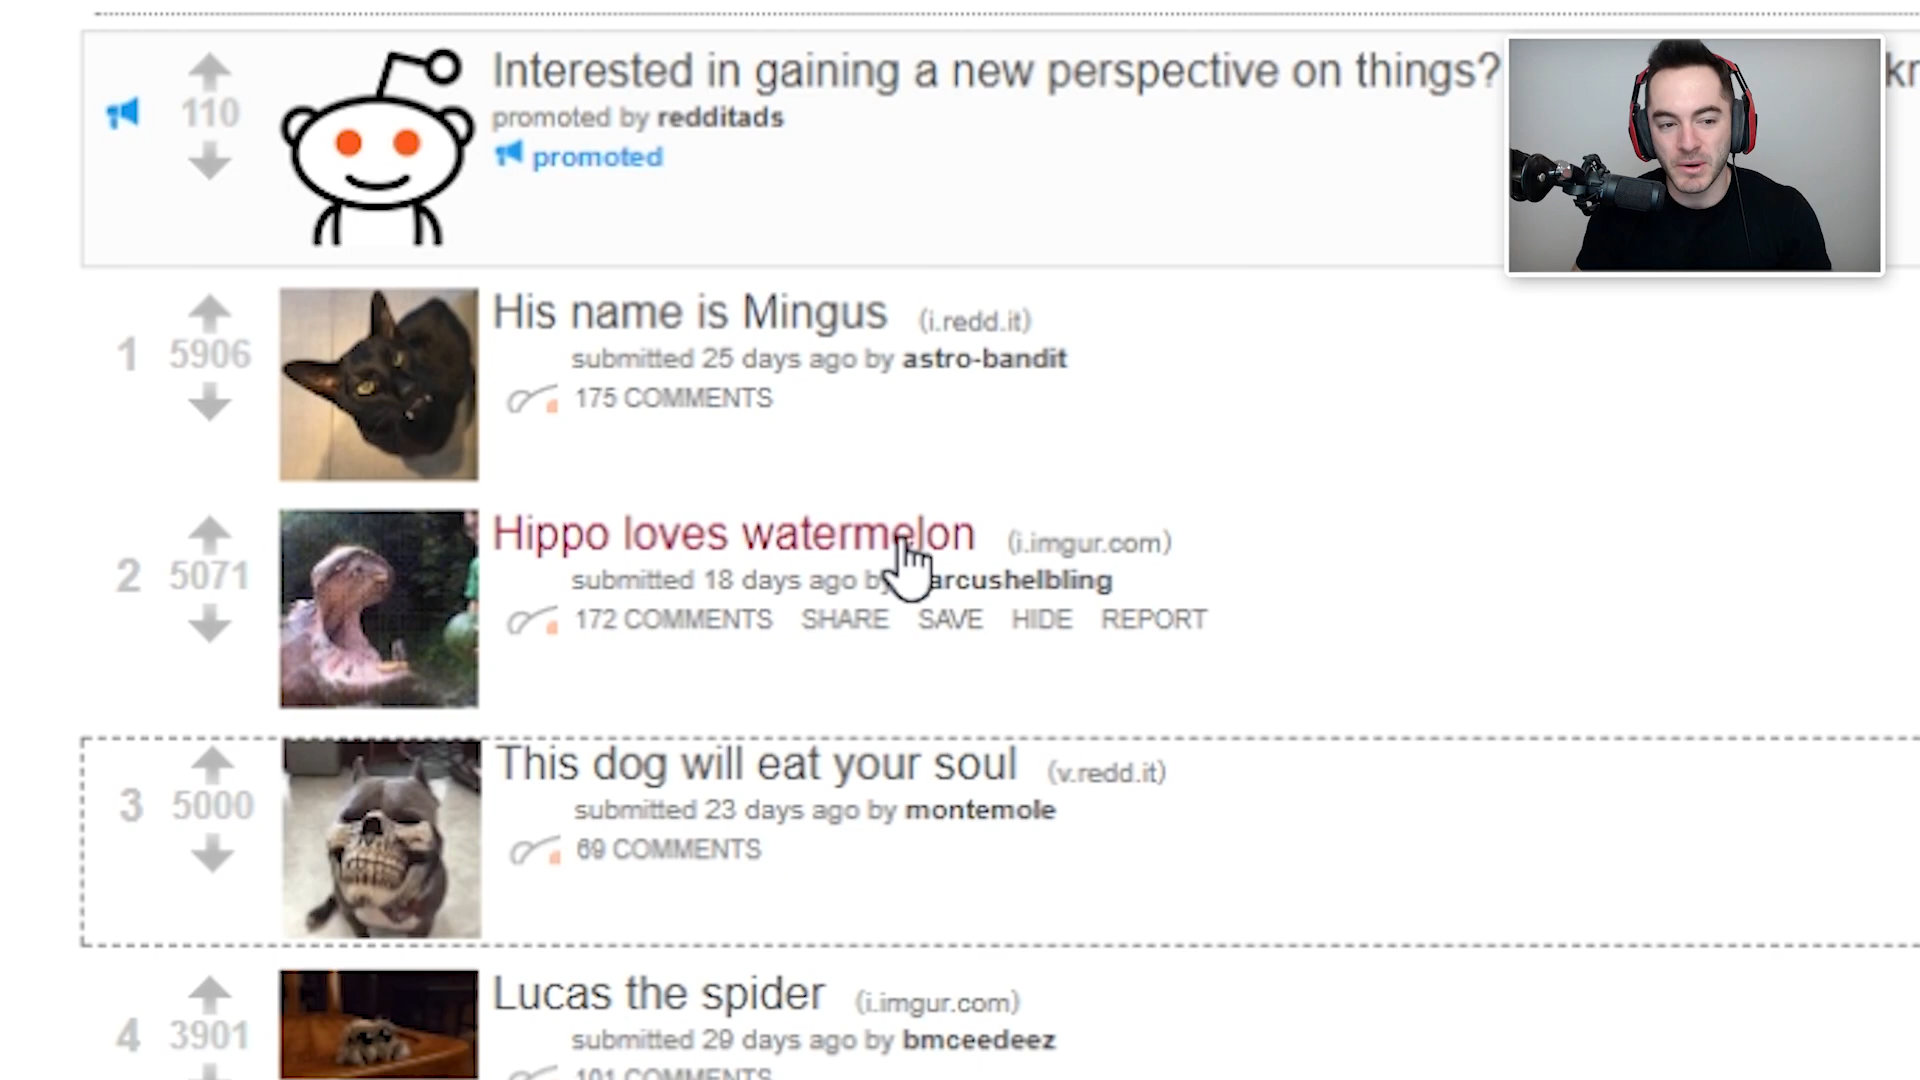 Interested in gaining a new perspective on things?
110
promoted by redditads
promoted
His name is Mingus (i.redd.it)
1 5906
submitted 25 days ago by astro-bandit
175 COMMENTS
Hippo loves watermelon (i.imgur.com)
2 5071
submitted 18 days ago by arcushelbling
172 COMMENTS SHARE SAVE HIDE REPORT
This dog will eat your soul (v.redd.it)
3 5000
submitted 23 days ago by montemole
69 COMMENTS
Lucas the spider (i.imgur.com)
4 3901
submitted 29 days ago by bmceedeez
101 COMMENTS